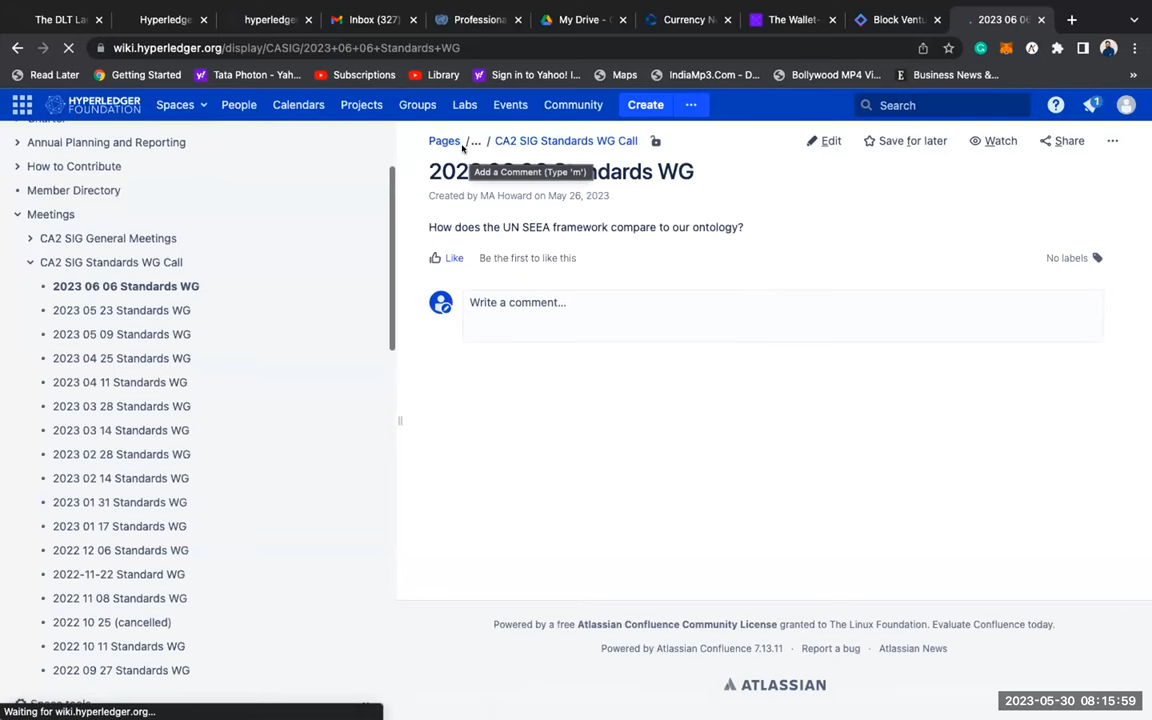 The DLT La
Hyperledge
hyperledger
Inbox (327)
Professiona
My Drive - G
Currency N
The Wallet-
Block Ventu
2023 06 06
wiki.hyperledger.org/display/CASIG/2023+06+06+Standards+WG
Read Later
Getting Started
Tata Photon - Yah...
Subscriptions
Library
Sign in to Yahoo! I...
Maps
IndiaMp3.Com – D...
Bollywood MP4 Vi...
Business News &...
HYPERLEDGER
FOUNDATION
Spaces
People
Calendars
Projects
Groups
Labs
Events
Community
Create
Search
1
Annual Planning and Reporting
How to Contribute
Member Directory
Meetings
CA2 SIG General Meetings
CA2 SIG Standards WG Call
2023 06 06 Standards WG
2023 05 23 Standards WG
2023 05 09 Standards WG
2023 04 25 Standards WG
2023 04 11 Standards WG
2023 03 28 Standards WG
2023 03 14 Standards WG
2023 02 28 Standards WG
2023 02 14 Standards WG
2023 01 31 Standards WG
2023 01 17 Standards WG
2022 12 06 Standards WG
2022-11-22 Standard WG
2022 11 08 Standards WG
2022 10 25 (cancelled)
2022 10 11 Standards WG
2022 09 27 Standards WG
Waiting for wiki.hyperledger.org...
Pages / ... / CA2 SIG Standards WG Call
Edit
Save for later
Watch
Share
Standards WG
Add a Comment (Type 'm')
Created by MA Howard on May 26, 2023
How does the UN SEEA framework compare to our ontology?
Like
Be the first to like this
No labels
Write a comment...
Powered by a free Atlassian Confluence Community License granted to The Linux Foundation. Evaluate Confluence today.
Powered by Atlassian Confluence 7.13.11 · Report a bug · Atlassian News
ATLASSIAN
2023-05-30 08:15:59